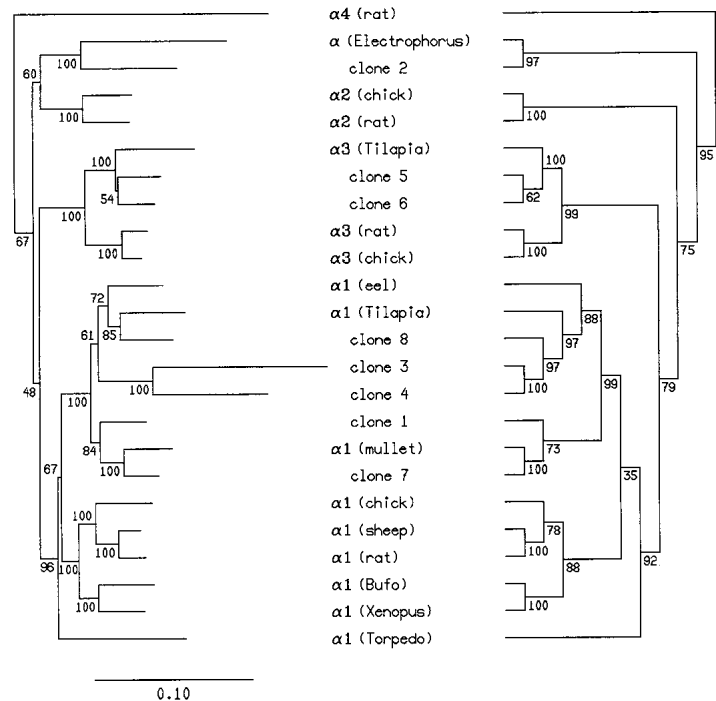 α4 (rat)
α (Electrophorus)
100
97
60
clone 2
α2 (chick)
100
100
α2 (rat)
95
α3 (Tilapia)
100
100
clone 5
54
62
clone 6
100
99
α3 (rat)
67
100
100
75
α3 (chick)
α1 (eel)
72
α1 (Tilapia)
88
61
85
clone 8
97
97
clone 3
100
100
48
clone 4
100
99
79
clone 1
84
α1 (mullet)
73
67
100
100
clone 7
35
α1 (chick)
100
α1 (sheep)
78
100
100
α1 (rat)
96
100
88
92
α1 (Bufo)
100
100
α1 (Xenopus)
α1 (Torpedo)
0.10